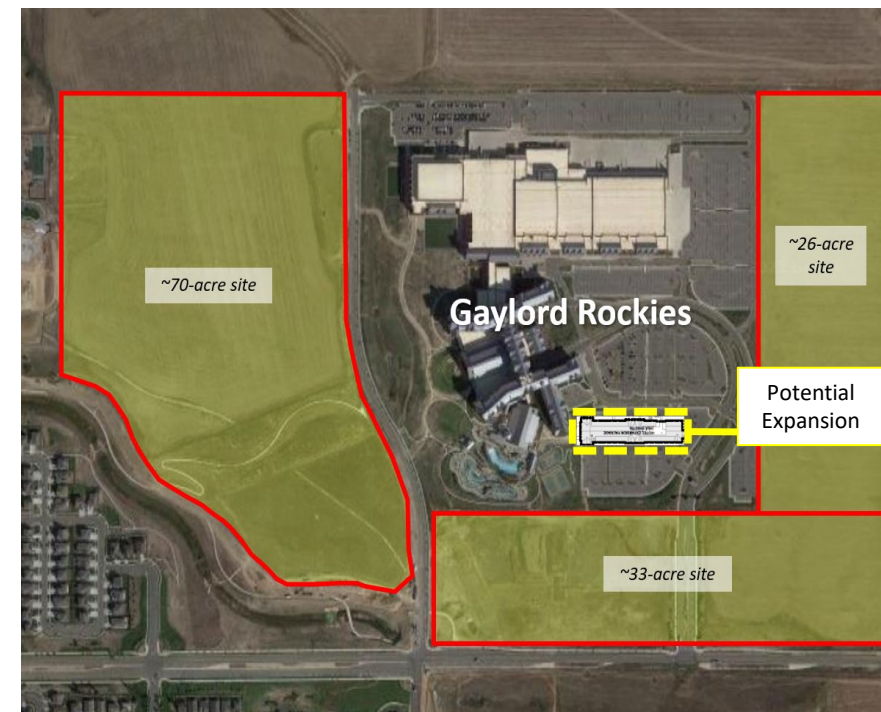 ~26-acre
site
~70-acre site
Gaylord Rockies
Potential
Expansion
~33-acre site